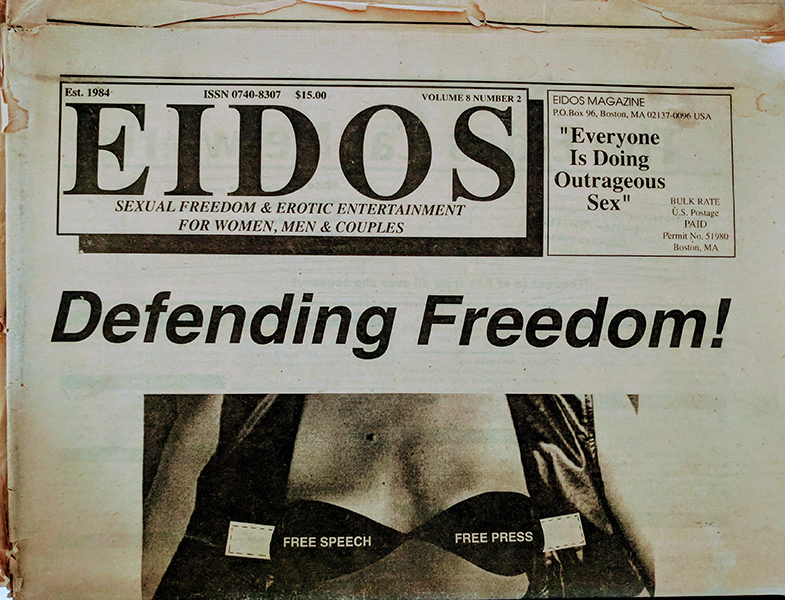 Est. 1984 ISSN 0740-8307 $15.00 VOLUME 8 NUMBER 2
EIDOS
SEXUAL FREEDOM & EROTIC ENTERTAINMENT
FOR WOMEN, MEN & COUPLES
EIDOS MAGAZINE
P.O.Box 96, Boston, MA 02137-0096 USA
"Everyone
Is Doing
Outrageous
Sex"
BULK RATE
U.S. Postage
PAID
Permit No. 51980
Boston, MA
Defending Freedom!
FREE SPEECH
FREE PRESS